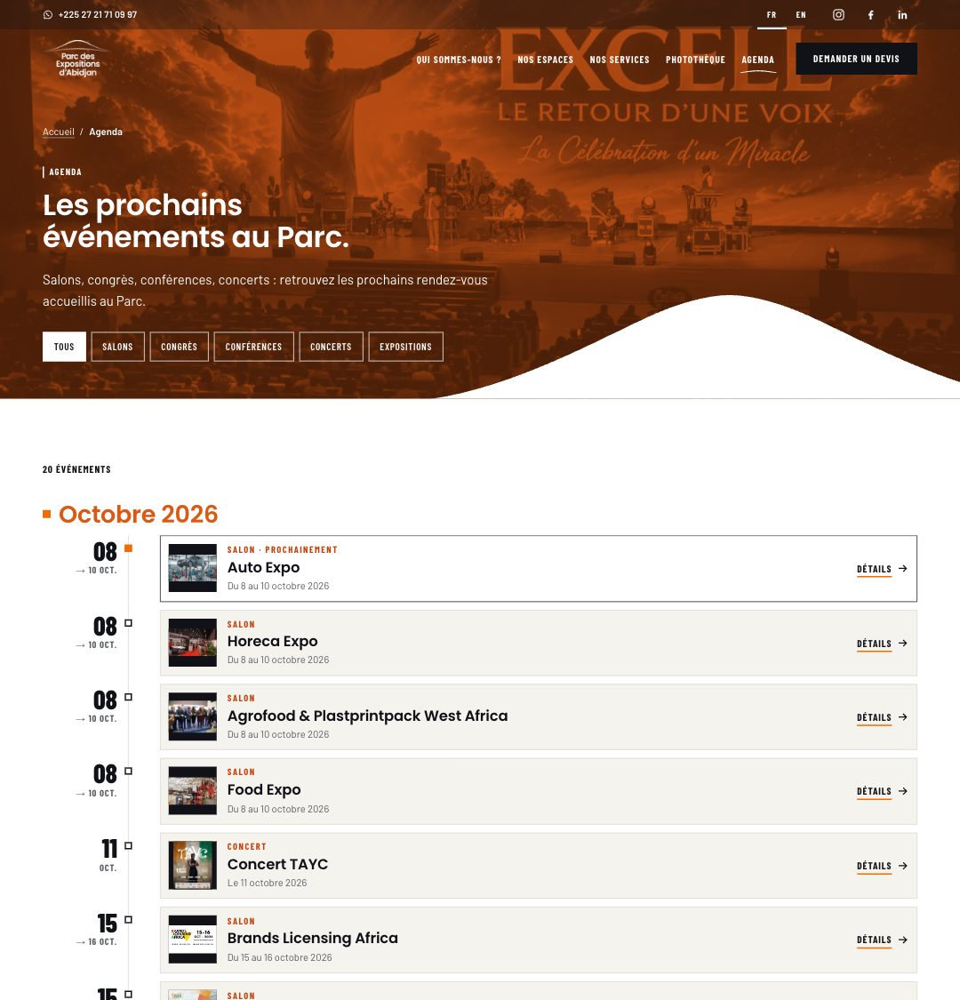 +225 27 21 71 09 97
FR EN
Parc des
Expositions
d'Abidjan
QUI SOMMES-NOUS ? NOS ESPACES NOS SERVICES PHOTOTHÈQUE AGENDA DEMANDER UN DEVIS
EXCELL
LE RETOUR D'UNE VOIX
La Célébration d'un Miracle
Accueil / Agenda
AGENDA
Les prochains
événements au Parc.
Salons, congrès, conférences, concerts : retrouvez les prochains rendez-vous
accueillis au Parc.
TOUS SALONS CONGRÈS CONFÉRENCES CONCERTS EXPOSITIONS
20 ÉVÉNEMENTS
Octobre 2026
08
→ 10 OCT.
SALON · PROCHAINEMENT
Auto Expo
Du 8 au 10 octobre 2026
DÉTAILS →
08
→ 10 OCT.
SALON
Horeca Expo
Du 8 au 10 octobre 2026
DÉTAILS →
08
→ 10 OCT.
SALON
Agrofood & Plastprintpack West Africa
Du 8 au 10 octobre 2026
DÉTAILS →
08
→ 10 OCT.
SALON
Food Expo
Du 8 au 10 octobre 2026
DÉTAILS →
11
OCT.
TAYC
CONCERT
Concert TAYC
Le 11 octobre 2026
DÉTAILS →
15
→ 16 OCT.
15-16
SALON
Brands Licensing Africa
Du 15 au 16 octobre 2026
DÉTAILS →
15
SALON